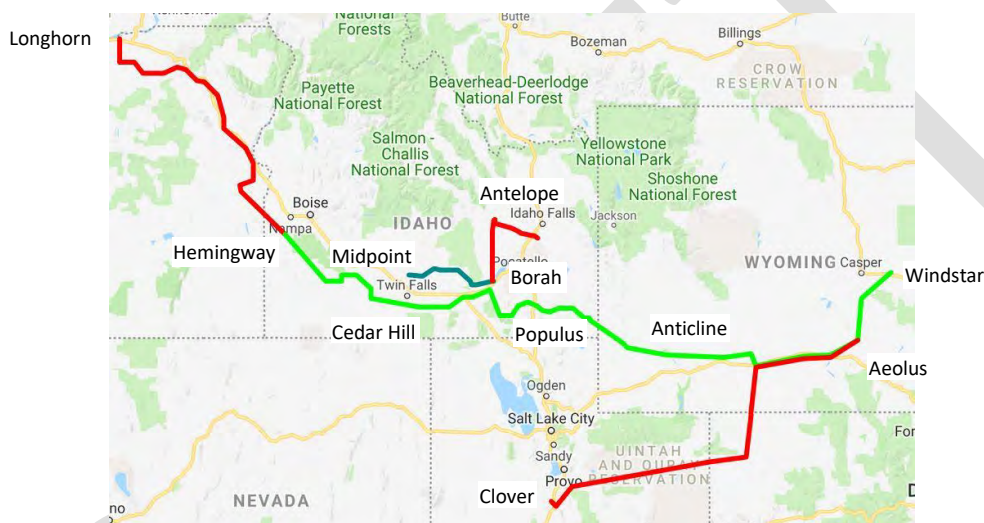 National
Forests
Butte
Billings
Bozeman
Longhorn
CROW
RESERVATION
Beaverhead-Deerlodge
National Forest
Payette
National Forest
Salmon -
Challis
National Forest
Yellowstone
National Park
Shoshone
National Forest
Antelope
Idaho Falls
Jackson
Boise
Nampa
IDAHO
Hemingway
Midpoint
Pocatello
Borah
WYOMING
Casper
Windstar
Twin Falls
Cedar Hill
Populus
Anticline
Aeolus
Ogden
Salt Lake City
Sandy
Provo
UINTAH
AND OURAY
RESERVATION
For
Clover
NEVADA
no
D